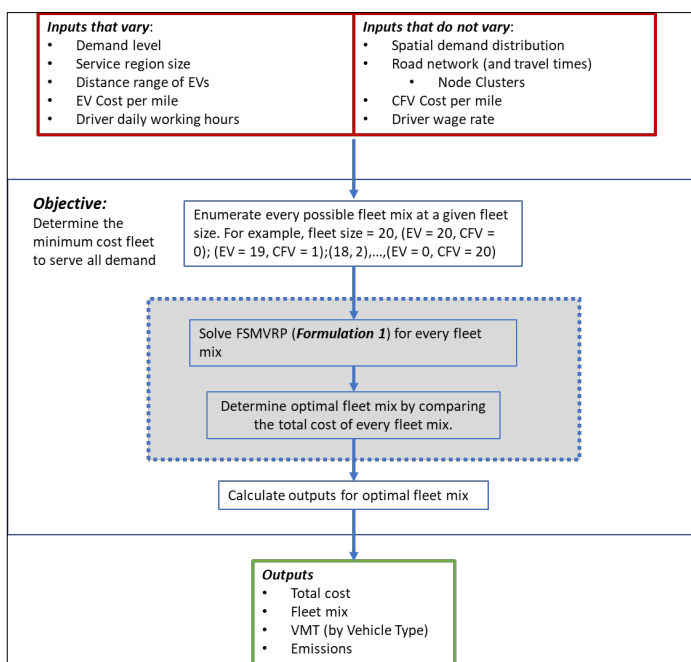 Inputs that vary:
• Demand level
• Service region size
• Distance range of EVs
• EV Cost per mile
• Driver daily working hours
Inputs that do not vary:
• Spatial demand distribution
• Road network (and travel times)
• Node Clusters
• CFV Cost per mile
• Driver wage rate
Objective:
Determine the
minimum cost fleet
to serve all demand
Enumerate every possible fleet mix at a given fleet
size. For example, fleet size = 20, (EV = 20, CFV =
0); (EV = 19, CFV = 1);(18, 2),...,(EV = 0, CFV = 20)
Solve FSMVRP (Formulation 1) for every fleet
mix
Determine optimal fleet mix by comparing
the total cost of every fleet mix.
Calculate outputs for optimal fleet mix
Outputs
• Total cost
• Fleet mix
• VMT (by Vehicle Type)
• Emissions